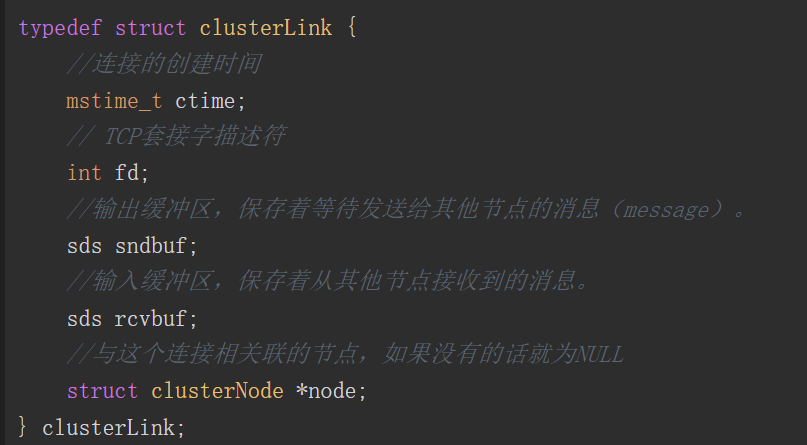 typedef struct clusterLink {
//连接的创建时间
mstime_t ctime;
// TCP套接字描述符
int fd;
//输出缓冲区，保存着等待发送给其他节点的消息（message）。
sds sndbuf;
//输入缓冲区，保存着从其他节点接收到的消息。
sds rcvbuf;
//与这个连接相关联的节点，如果没有的话就为NULL
struct clusterNode *node;
} clusterLink;